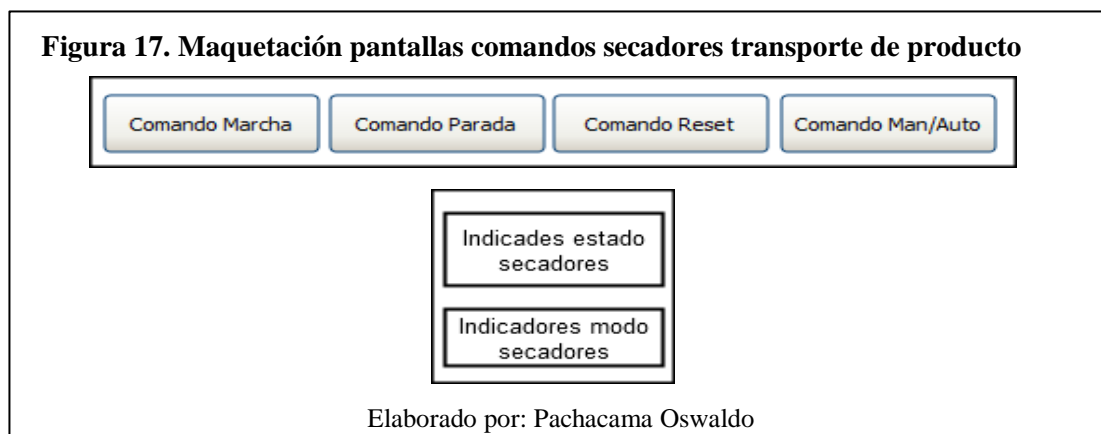 Figura 17. Maquetación pantallas comandos secadores transporte de producto
Comando Marcha Comando Parada Comando Reset Comando Man/Auto
Indicades estado
secadores
Indicadores modo
secadores
Elaborado por: Pachacama Oswaldo